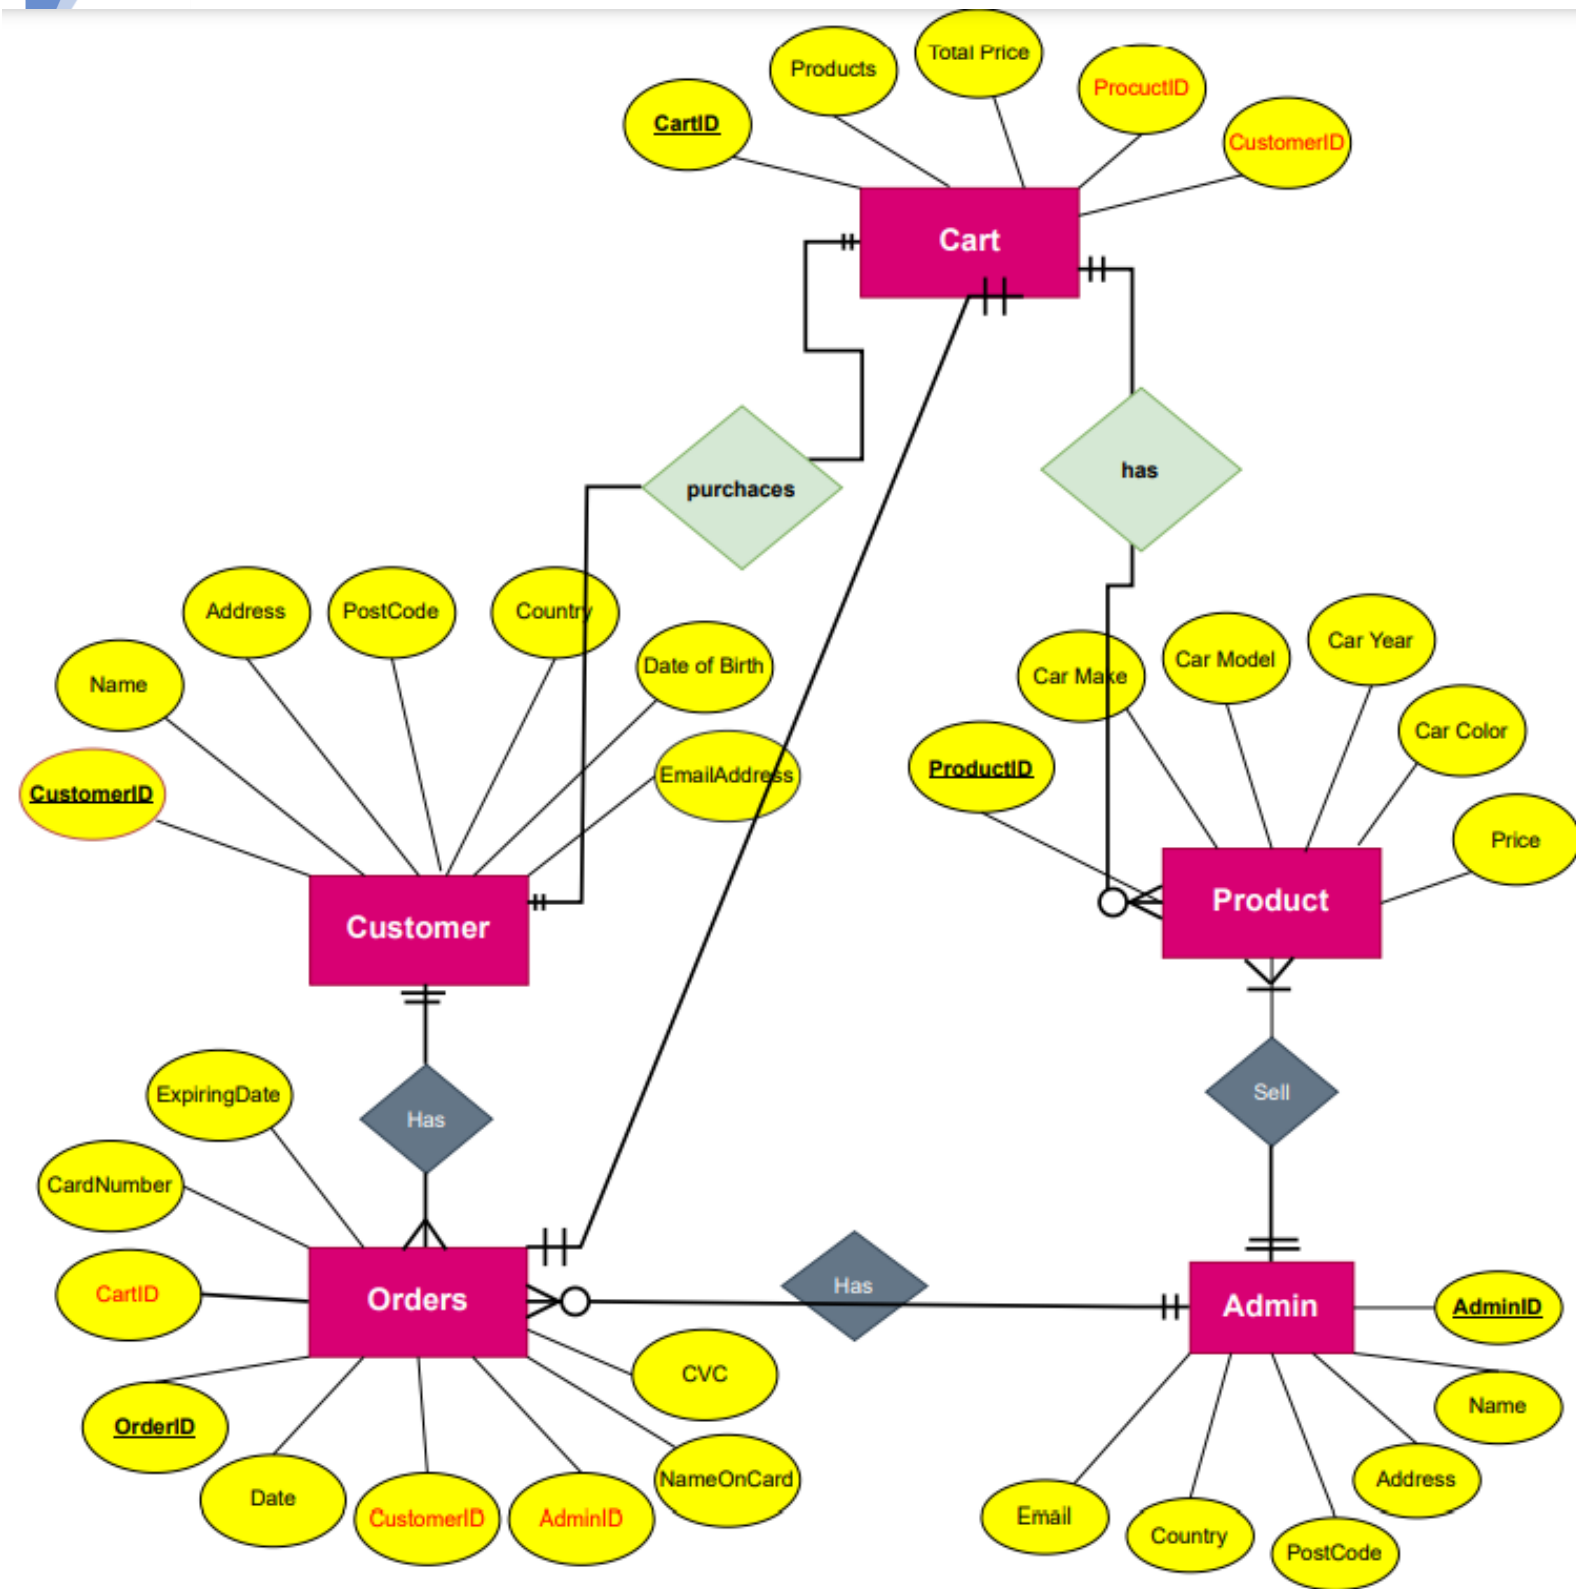 Total Price
Products
ProcuctID
CartID
CustomerID
Cart
has
purchaces
Address
PostCode
Country
Car Year
Car Model
Date of Birth
Car Make
Name
Car Color
ProductID
EmailAddress
CustomerID
Price
Product
Customer
Sell
ExpiringDate
Has
CardNumber
Has
CartID
Orders
Admin
AdminID
CVC
Name
OrderID
NameOnCard
Address
Date
Email
CustomerID
AdminID
Country
PostCode